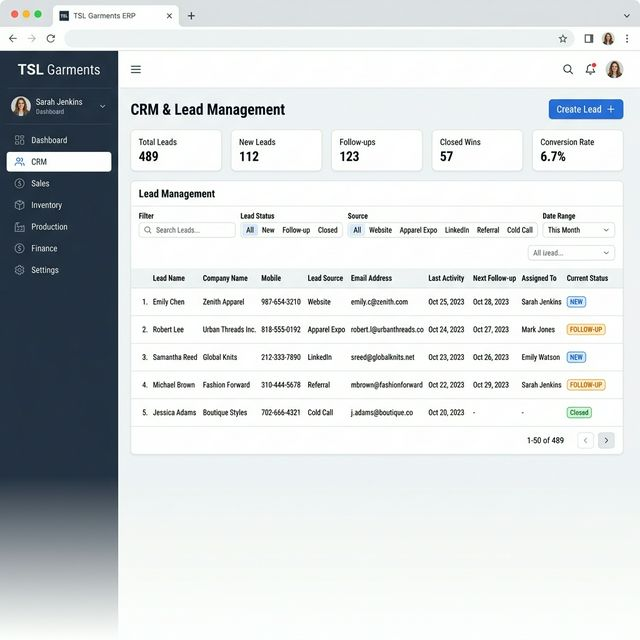 TSL TSL Garments ERP
TSL Garments
Sarah Jenkins
Dashboard
Dashboard
CRM
Sales
Inventory
Production
Finance
Settings
CRM & Lead Management
Create Lead +
Total Leads New Leads Follow-ups Closed Wins Conversion Rate
489 112 123 57 6.7%
Lead Management
Filter Lead Status Source Date Range
Search Leads... All New Follow-up Closed All Website Apparel Expo LinkedIn Referral Cold Call This Month
All
Lead Name Company Name Mobile Lead Source Email Address Last Activity Next Follow-up Assigned To Current Status
1. Emily Chen Zenith Apparel 987-654-3210 Website emily.c@zenith.com Oct 25, 2023 Oct 28, 2023 Sarah Jenkins NEW
2. Robert Lee Urban Threads Inc. 818-555-0192 Apparel Expo robert.l@urbanthreads.co Oct 24, 2023 Oct 27, 2023 Mark Jones FOLLOW-UP
3. Samantha Reed Global Knits 212-333-7890 LinkedIn sreed@globalknits.net Oct 23, 2023 Oct 26, 2023 Emily Watson NEW
4. Michael Brown Fashion Forward 310-444-5678 Referral mbrown@fashionforward Oct 22, 2023 Oct 29, 2023 Sarah Jenkins FOLLOW-UP
5. Jessica Adams Boutique Styles 702-666-4321 Cold Call j.adams@boutique.co Oct 20, 2023 - - Closed
1-50 of 489